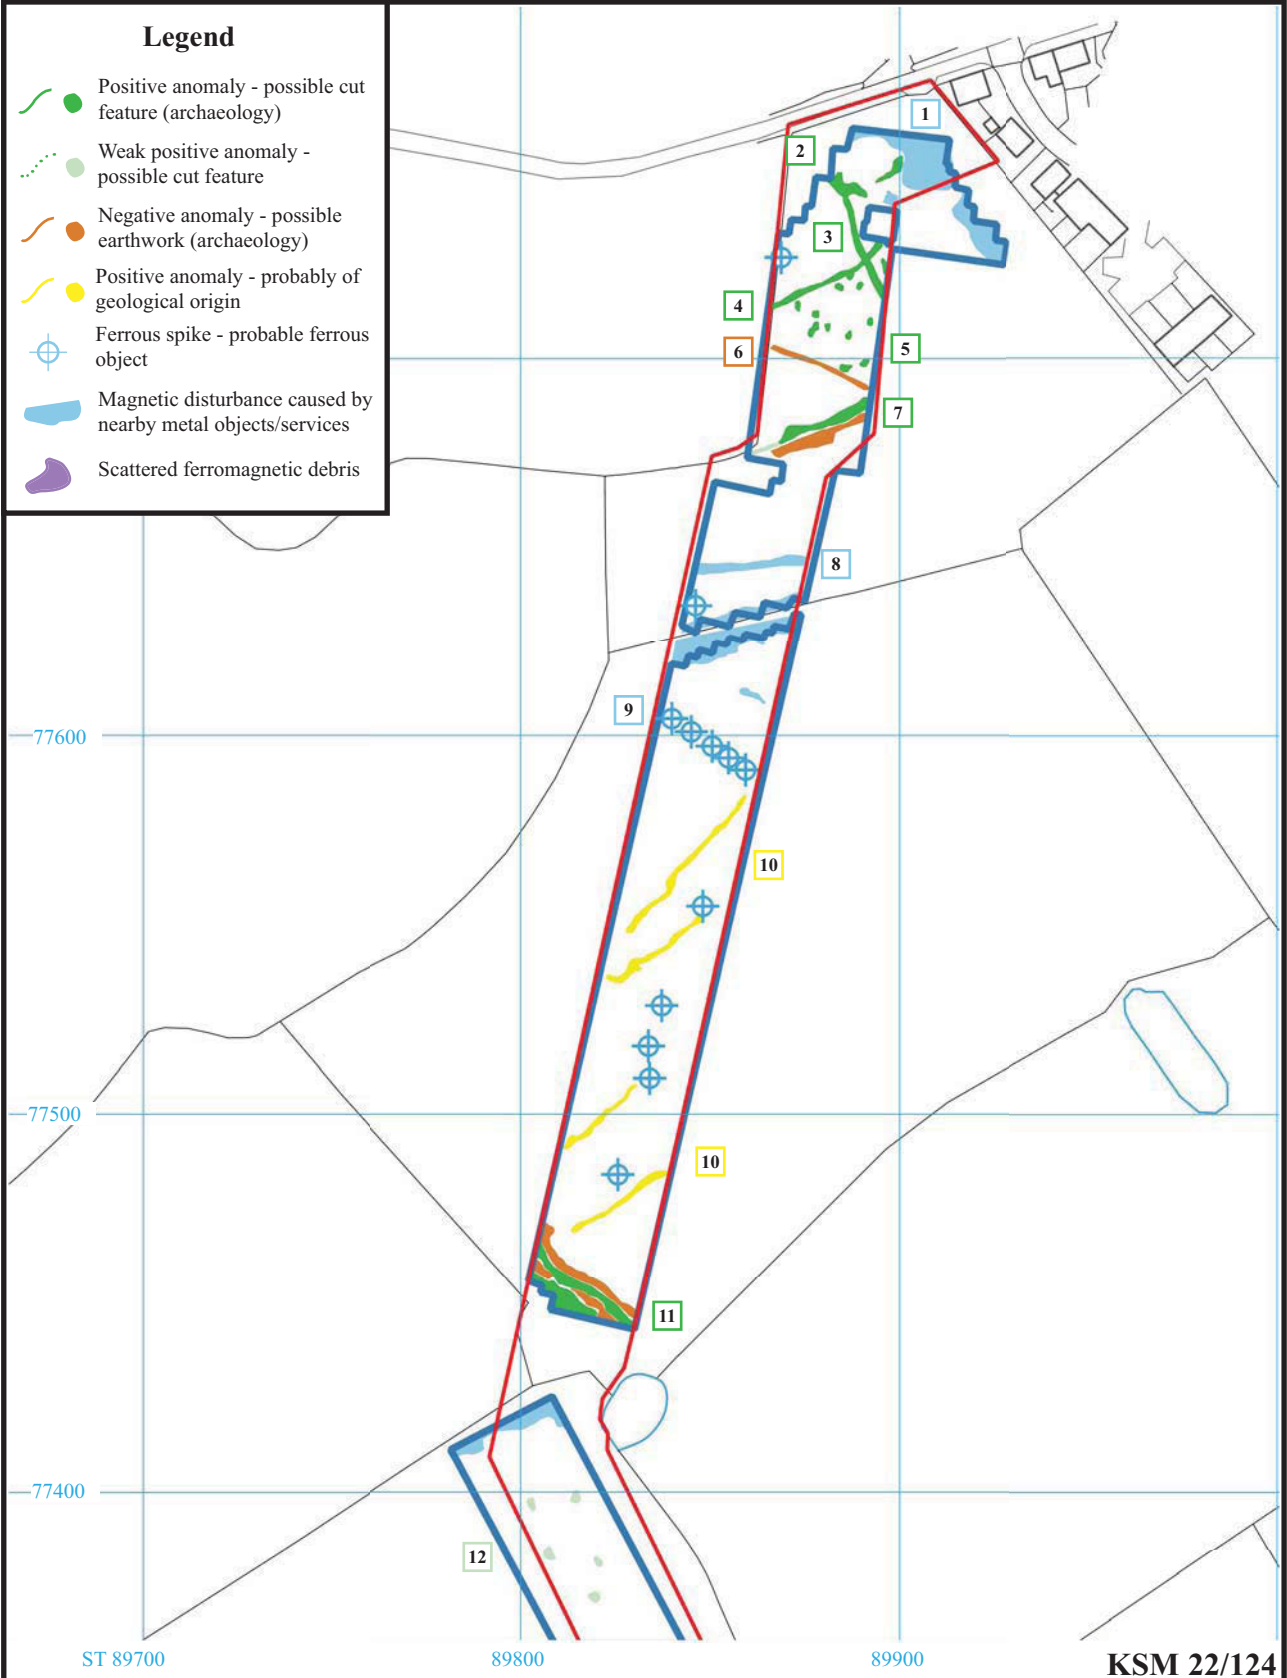 Legend
Positive anomaly - possible cut
feature (archaeology)
Weak positive anomaly -
possible cut feature
Negative anomaly - possible
earthwork (archaeology)
Positive anomaly - probably of
geological origin
Ferrous spike - probable ferrous
object
Magnetic disturbance caused by
nearby metal objects/services
Scattered ferromagnetic debris
1
2
3
4
5
6
7
8
9
77600
10
77500
10
11
77400
12
ST 89700
89800
89900
KSM 22/124